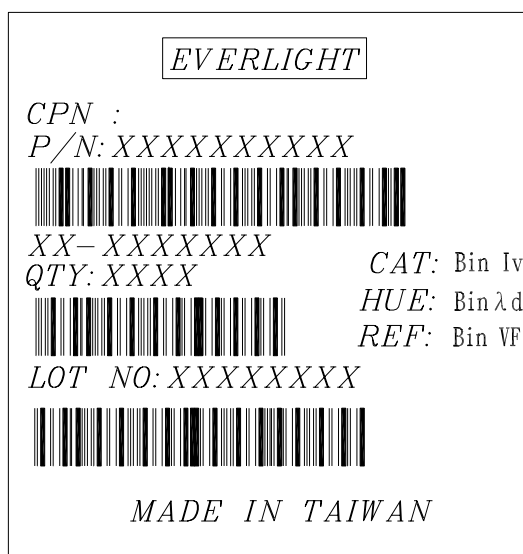 EVERLIGHT
CPN :
P/N: XXXXXXXXXX
XX-XXXXXXX
QTY: XXXX
CAT: Bin Iv
HUE: Bin λd
REF: Bin VF
LOT NO: XXXXXXXX
MADE IN TAIWAN